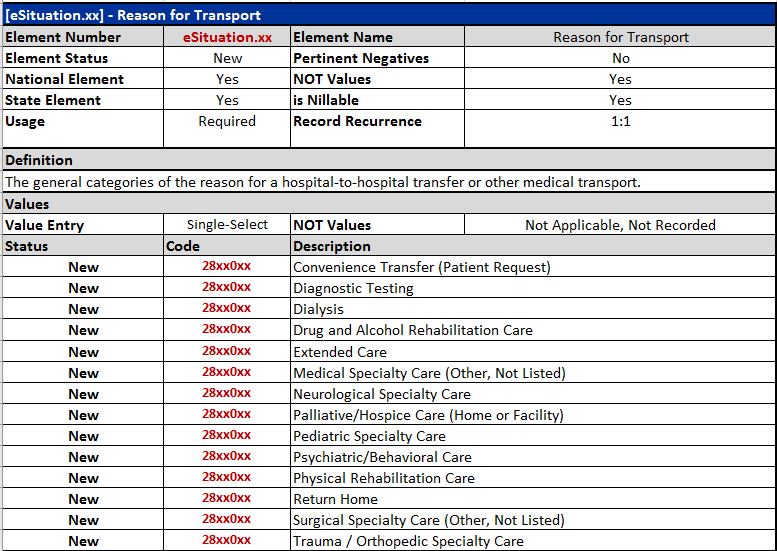 [eSituation.xx] - Reason for Transport
Element Number eSituation.xx Element Name Reason for Transport
Element Status New Pertinent Negatives No
National Element Yes NOT Values Yes
State Element Yes is Nillable Yes
Usage Required Record Recurrence 1:1
Definition
The general categories of the reason for a hospital-to-hospital transfer or other medical transport.
Values
Value Entry Single-Select NOT Values Not Applicable, Not Recorded
Status Code Description
New 28xx0xx Convenience Transfer (Patient Request)
New 28xx0xx Diagnostic Testing
New 28xx0xx Dialysis
New 28xx0xx Drug and Alcohol Rehabilitation Care
New 28xx0xx Extended Care
New 28xx0xx Medical Specialty Care (Other, Not Listed)
New 28xx0xx Neurological Specialty Care
New 28xx0xx Palliative/Hospice Care (Home or Facility)
New 28xx0xx Pediatric Specialty Care
New 28xx0xx Psychiatric/Behavioral Care
New 28xx0xx Physical Rehabilitation Care
New 28xx0xx Return Home
New 28xx0xx Surgical Specialty Care (Other, Not Listed)
New 28xx0xx Trauma / Orthopedic Specialty Care